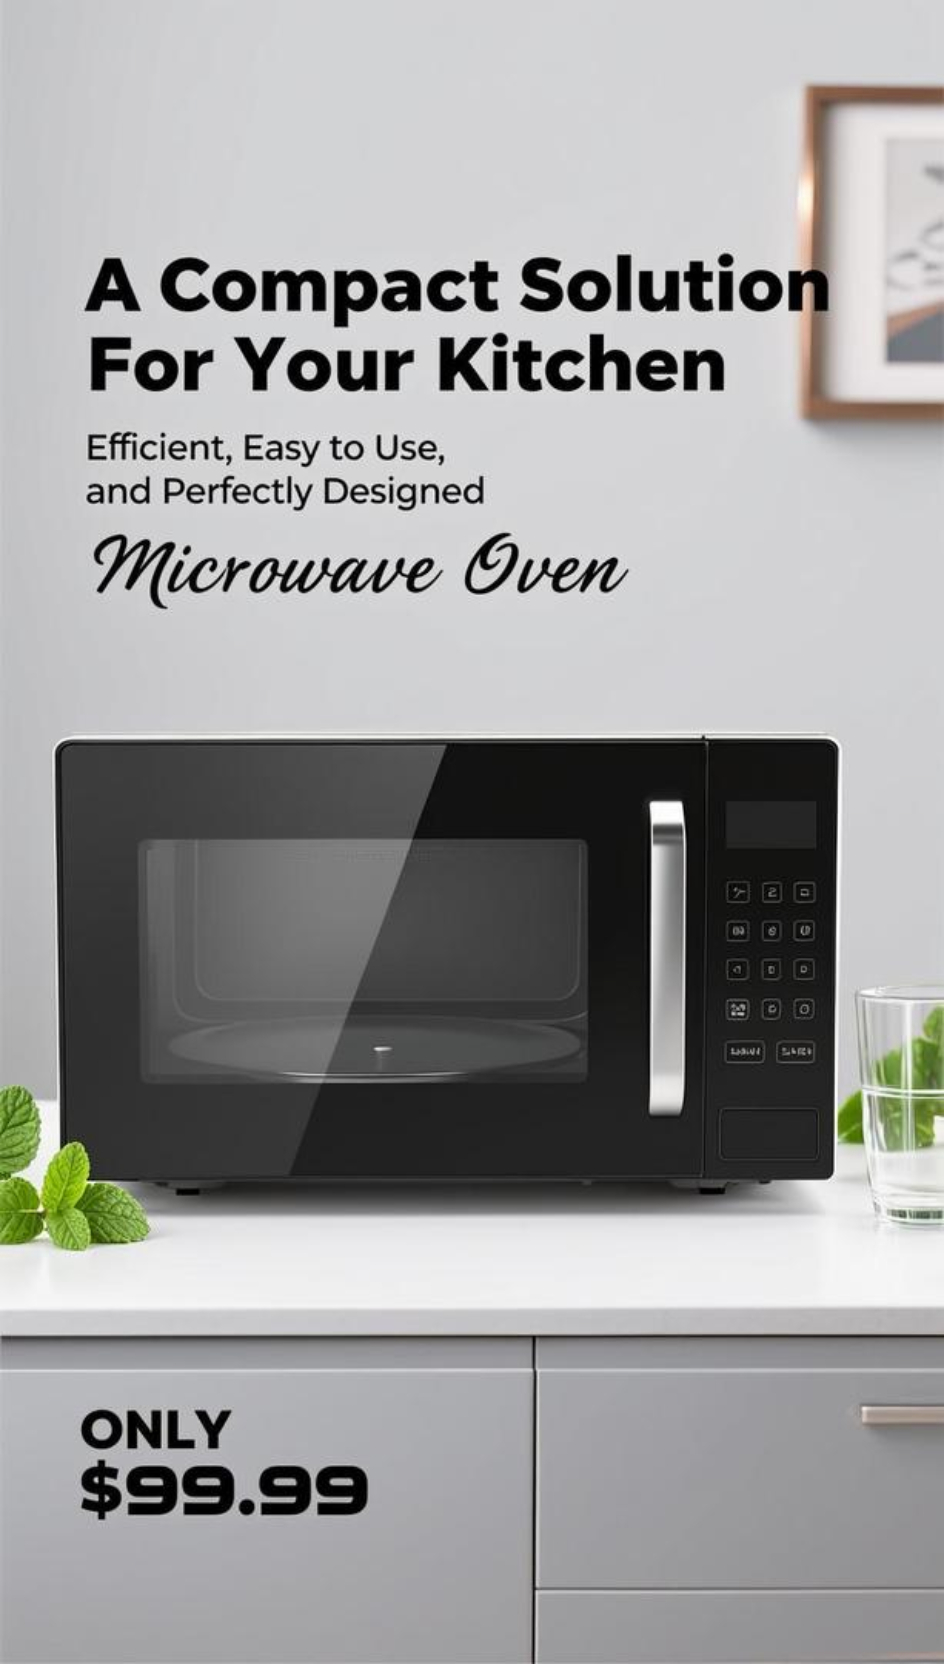 A Compact Solution
For Your Kitchen
Efficient, Easy to Use,
and Perfectly Designed
Microwave Oven
ONLY
$99.99